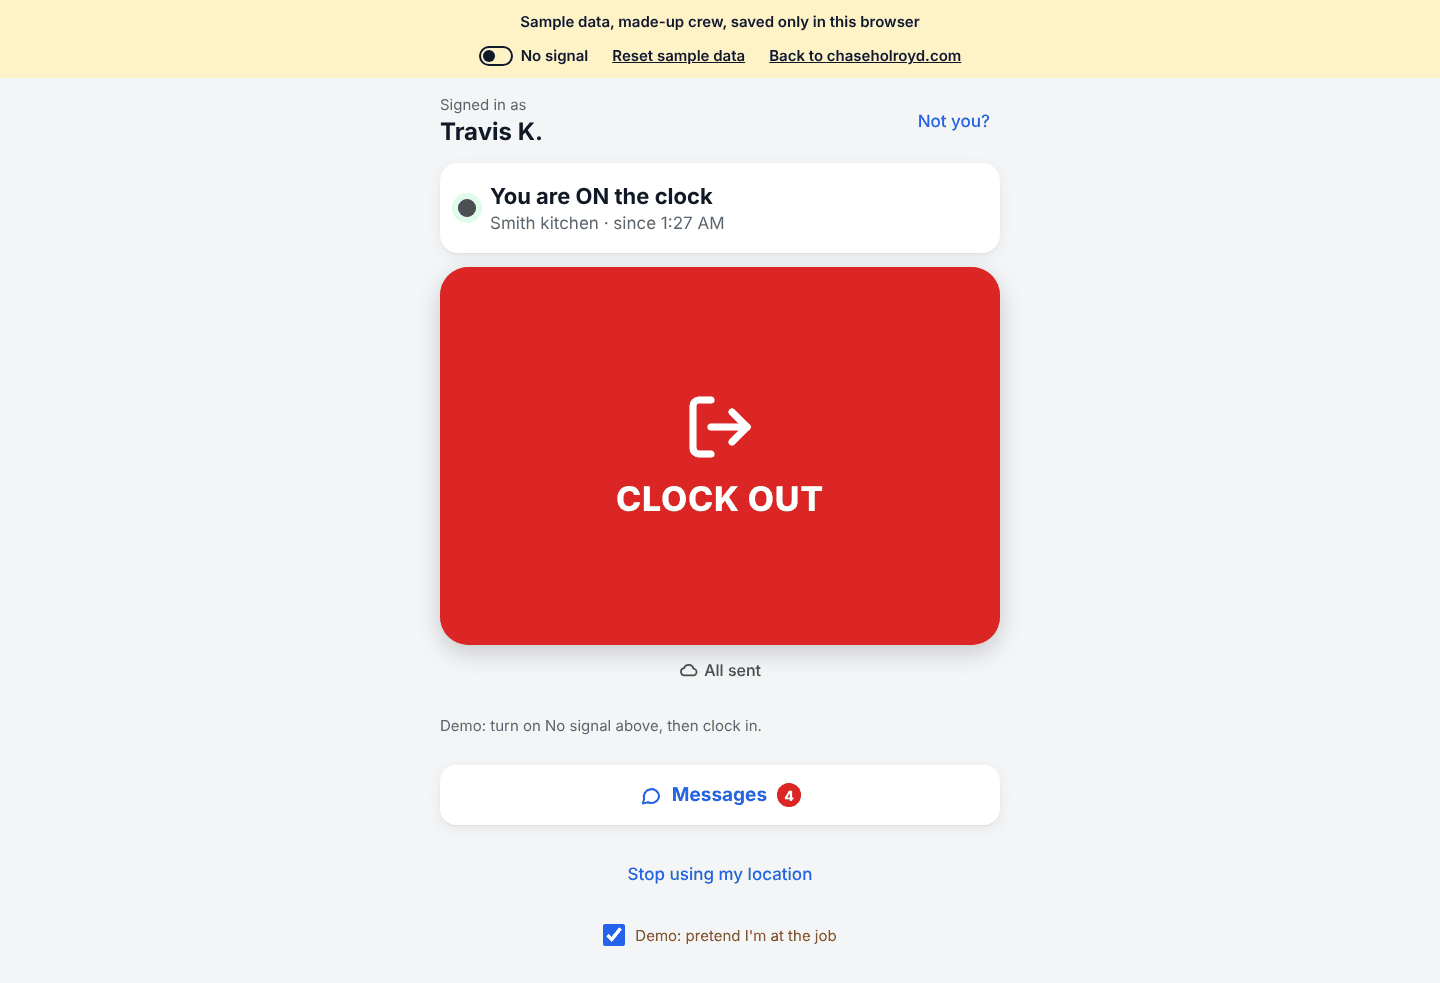 Sample data, made-up crew, saved only in this browser
No signal Reset sample data Back to chaseholroyd.com
Signed in as
Travis K.
Not you?
You are ON the clock
Smith kitchen · since 1:27 AM
CLOCK OUT
All sent
Demo: turn on No signal above, then clock in.
Messages 4
Stop using my location
Demo: pretend I'm at the job